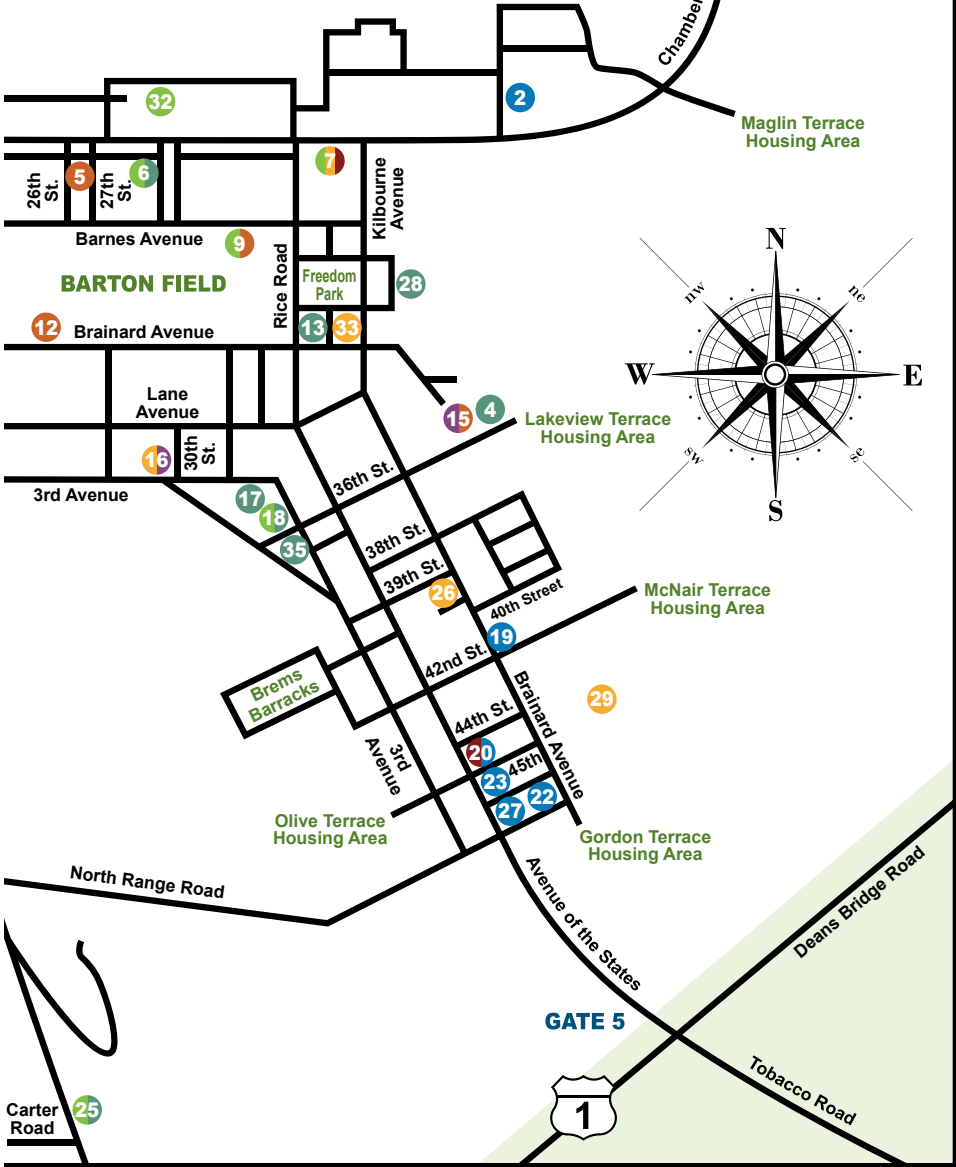 Chamber
32
2
Maglin Terrace
Housing Area
26th
St.
5
27th
St.
6
7
Kilbourne
Avenue
Barnes Avenue
9
BARTON FIELD
Rice Road
Freedom
Park
28
12
Brainard Avenue
13
33
N
nw
ne
W
E
sw
se
S
Lane
Avenue
15
4
Lakeview Terrace
Housing Area
16
30th
St.
36th St.
3rd Avenue
17
18
35
38th St.
39th St.
26
40th Street
McNair Terrace
Housing Area
19
42nd St.
Brems
Barracks
Brainard Avenue
29
44th St.
3rd
Avenue
20
45th
23
22
27
Olive Terrace
Housing Area
Gordon Terrace
Housing Area
North Range Road
Avenue of the States
Deans Bridge Road
GATE 5
Tobacco Road
1
Carter
Road
25